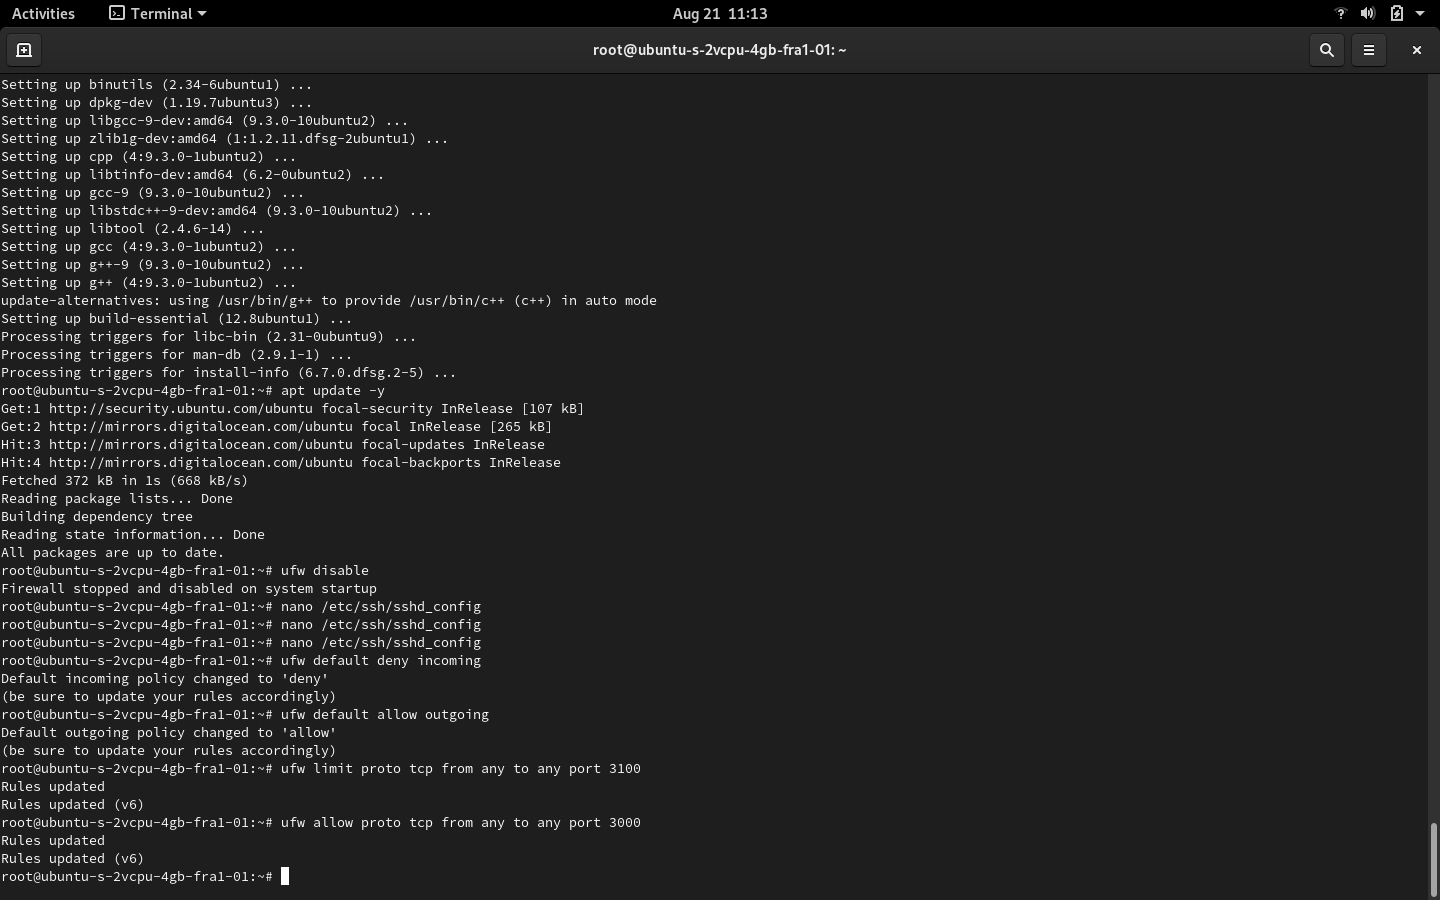 Activities Terminal Aug 21 11:13
root@ubuntu-s-2vcpu-4gb-fra1-01: ~
Setting up binutils (2.34-6ubuntu1) ...
Setting up dpkg-dev (1.19.7ubuntu3) ...
Setting up libgcc-9-dev:amd64 (9.3.0-10ubuntu2) ...
Setting up zlib1g-dev:amd64 (1:1.2.11.dfsg-2ubuntu1) ...
Setting up cpp (4:9.3.0-1ubuntu2) ...
Setting up libtinfo-dev:amd64 (6.2-0ubuntu2) ...
Setting up gcc-9 (9.3.0-10ubuntu2) ...
Setting up libstdc++-9-dev:amd64 (9.3.0-10ubuntu2) ...
Setting up libtool (2.4.6-14) ...
Setting up gcc (4:9.3.0-1ubuntu2) ...
Setting up g++-9 (9.3.0-10ubuntu2) ...
Setting up g++ (4:9.3.0-1ubuntu2) ...
update-alternatives: using /usr/bin/g++ to provide /usr/bin/c++ (c++) in auto mode
Setting up build-essential (12.8ubuntu1) ...
Processing triggers for libc-bin (2.31-0ubuntu9) ...
Processing triggers for man-db (2.9.1-1) ...
Processing triggers for install-info (6.7.0.dfsg.2-5) ...
root@ubuntu-s-2vcpu-4gb-fra1-01:~# apt update -y
Get:1 http://security.ubuntu.com/ubuntu focal-security InRelease [107 kB]
Get:2 http://mirrors.digitalocean.com/ubuntu focal InRelease [265 kB]
Hit:3 http://mirrors.digitalocean.com/ubuntu focal-updates InRelease
Hit:4 http://mirrors.digitalocean.com/ubuntu focal-backports InRelease
Fetched 372 kB in 1s (668 kB/s)
Reading package lists... Done
Building dependency tree
Reading state information... Done
All packages are up to date.
root@ubuntu-s-2vcpu-4gb-fra1-01:~# ufw disable
Firewall stopped and disabled on system startup
root@ubuntu-s-2vcpu-4gb-fra1-01:~# nano /etc/ssh/sshd_config
root@ubuntu-s-2vcpu-4gb-fra1-01:~# nano /etc/ssh/sshd_config
root@ubuntu-s-2vcpu-4gb-fra1-01:~# nano /etc/ssh/sshd_config
root@ubuntu-s-2vcpu-4gb-fra1-01:~# ufw default deny incoming
Default incoming policy changed to 'deny'
(be sure to update your rules accordingly)
root@ubuntu-s-2vcpu-4gb-fra1-01:~# ufw default allow outgoing
Default outgoing policy changed to 'allow'
(be sure to update your rules accordingly)
root@ubuntu-s-2vcpu-4gb-fra1-01:~# ufw limit proto tcp from any to any port 3100
Rules updated
Rules updated (v6)
root@ubuntu-s-2vcpu-4gb-fra1-01:~# ufw allow proto tcp from any to any port 3000
Rules updated
Rules updated (v6)
root@ubuntu-s-2vcpu-4gb-fra1-01:~#